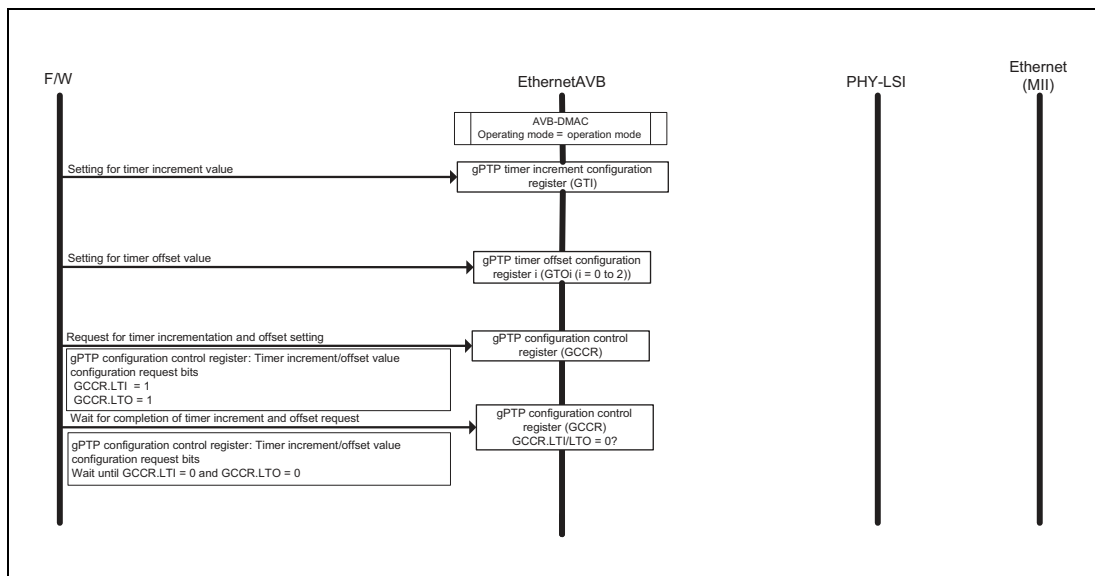 F/W
EthernetAVB
PHY-LSI
Ethernet
(MII)
AVB-DMAC
Operating mode = operation mode
Setting for timer increment value
gPTP timer increment configuration
register (GTI)
Setting for timer offset value
gPTP timer offset configuration
register i (GTOi (i = 0 to 2))
Request for timer incrementation and offset setting
gPTP configuration control
register (GCCR)
gPTP configuration control register: Timer increment/offset value
configuration request bits
GCCR.LTI = 1
GCCR.LTO = 1
Wait for completion of timer increment and offset request
gPTP configuration control
register (GCCR)
GCCR.LTI/LTO = 0?
gPTP configuration control register: Timer increment/offset value
configuration request bits
Wait until GCCR.LTI = 0 and GCCR.LTO = 0